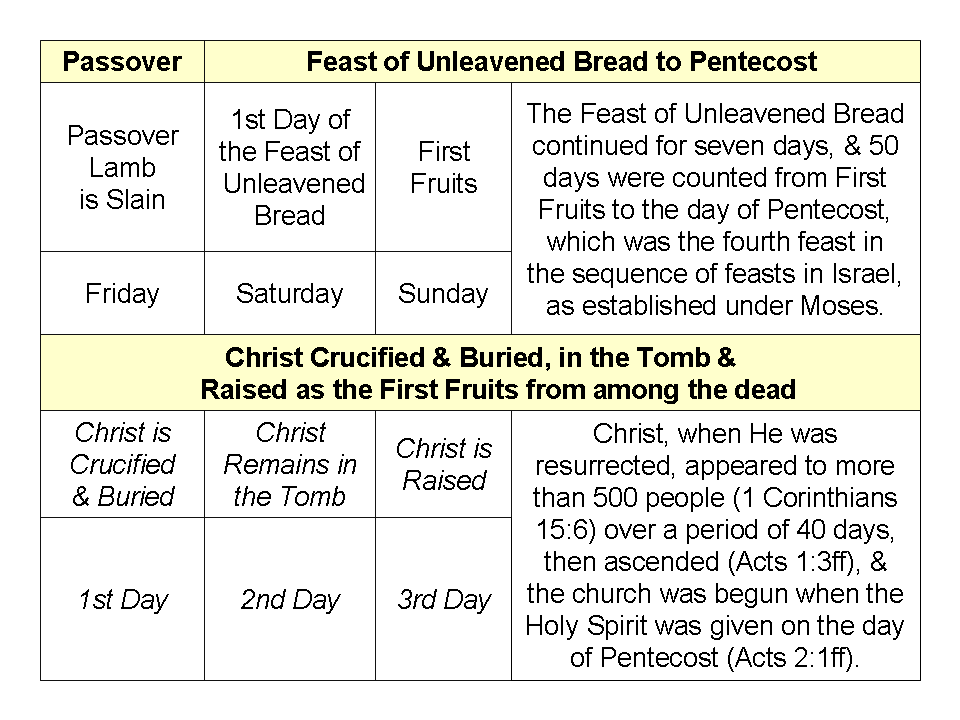 Passover
Feast of Unleavened Bread to Pentecost
Passover
Lamb
is Slain
1st Day of
the Feast of
Unleavened
Bread
First
Fruits
The Feast of Unleavened Bread
continued for seven days, & 50
days were counted from First
Fruits to the day of Pentecost,
which was the fourth feast in
the sequence of feasts in Israel,
as established under Moses.
Friday
Saturday
Sunday
Christ Crucified & Buried, in the Tomb &
Raised as the First Fruits from among the dead
Christ is
Crucified
& Buried
Christ
Remains in
the Tomb
Christ is
Raised
Christ, when He was
resurrected, appeared to more
than 500 people (1 Corinthians
15:6) over a period of 40 days,
then ascended (Acts 1:3ff), &
the church was begun when the
Holy Spirit was given on the day
of Pentecost (Acts 2:1ff).
1st Day
2nd Day
3rd Day